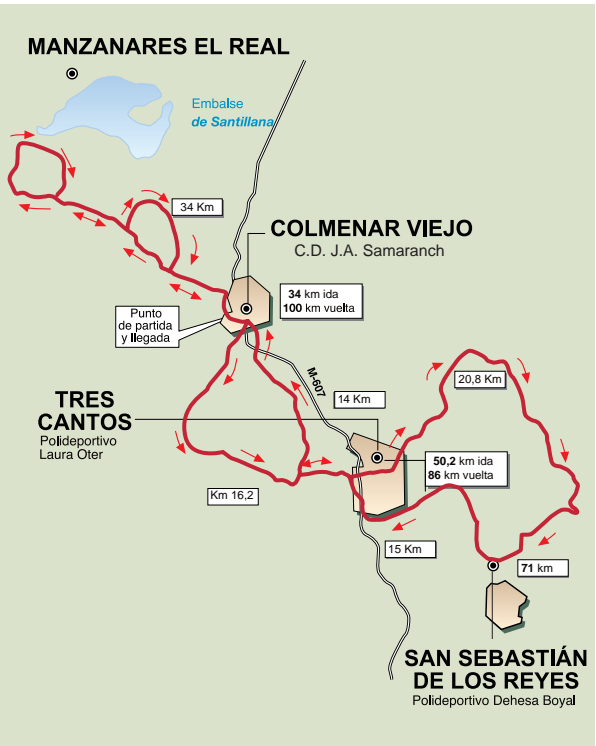 MANZANARES EL REAL
Embalse
de Santillana
34 Km
COLMENAR VIEJO
C.D. J.A. Samaranch
34 km ida
100 km vuelta
Punto
de partida
y llegada
M-607
20,8 Km
14 Km
TRES
CANTOS
Polideportivo
Laura Oter
50,2 km ida
86 km vuelta
Km 16,2
15 Km
71 km
SAN SEBASTIÁN
DE LOS REYES
Polideportivo Dehesa Boyal